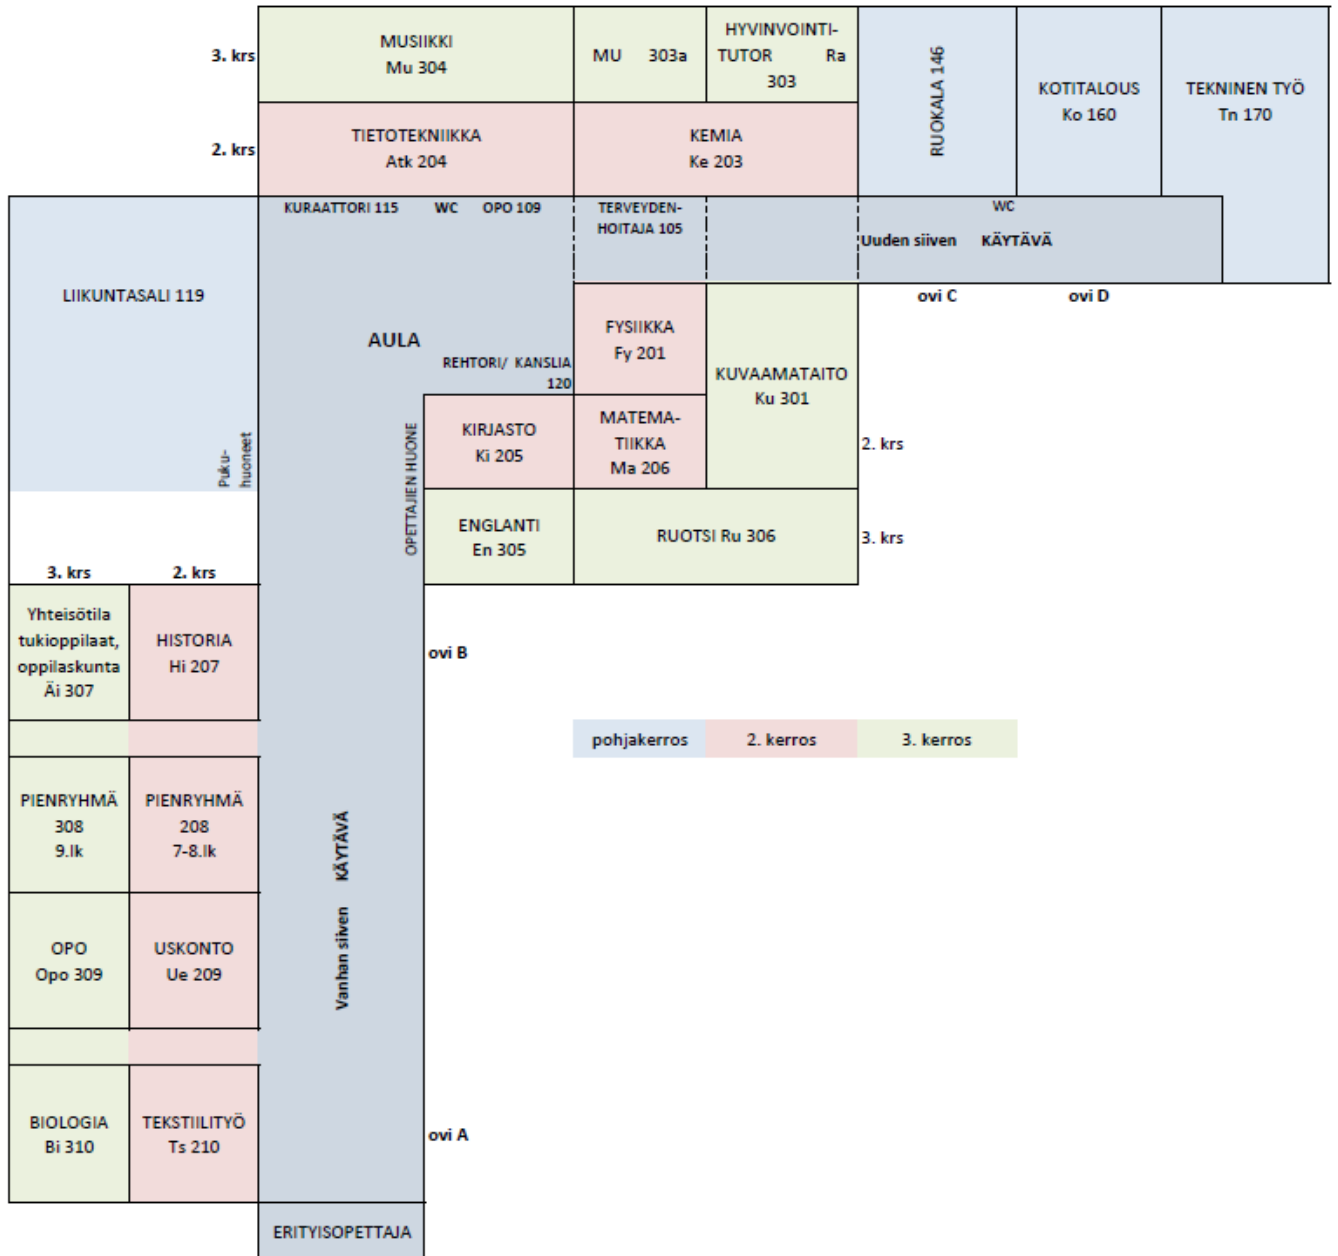 3. krs
MUSIIKKI
Mu 304
MU 303a
HYVINVOINTI-
TUTOR Ra
303
RUOKALA 146
KOTITALOUS
Ko 160
TEKNINEN TYÖ
Tn 170
2. krs
TIETOTEKNIIKKA
Atk 204
KEMIA
Ke 203
KURAATTORI 115 WC OPO 109
TERVEYDEN-
HOITAJA 105
WC
Uuden siiven KÄYTÄVÄ
LIIKUNTASALI 119
ovi C
ovi D
AULA
FYSIIKKA
Fy 201
REHTORI/ KANSLIA
120
KUVAAMATAITO
Ku 301
Puku-
huoneet
OPETTAJIEN HUONE
KIRJASTO
Ki 205
MATEMA-
TIIKKA
Ma 206
2. krs
ENGLANTI
En 305
RUOTSI Ru 306
3. krs
3. krs
2. krs
Yhteisötila
tukioppilaat,
oppilaskunta
Äi 307
HISTORIA
Hi 207
ovi B
pohjakerros
2. kerros
3. kerros
PIENRYHMÄ
308
9.lk
PIENRYHMÄ
208
7-8.lk
Vanhan siiven KÄYTÄVÄ
OPO
Opo 309
USKONTO
Ue 209
BIOLOGIA
Bi 310
TEKSTIILITYÖ
Ts 210
ovi A
ERITYISOPETTAJA